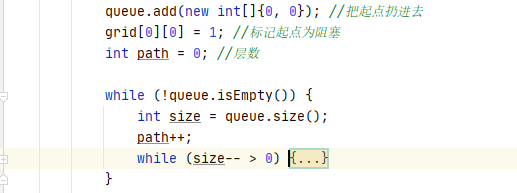 queue.add(new int[]{0, 0}); //把起点扔进去
grid[0][0] = 1; //标记起点为阻塞
int path = 0; //层数
while (!queue.isEmpty()) {
int size = queue.size();
path++;
while (size-- > 0) {...}
}